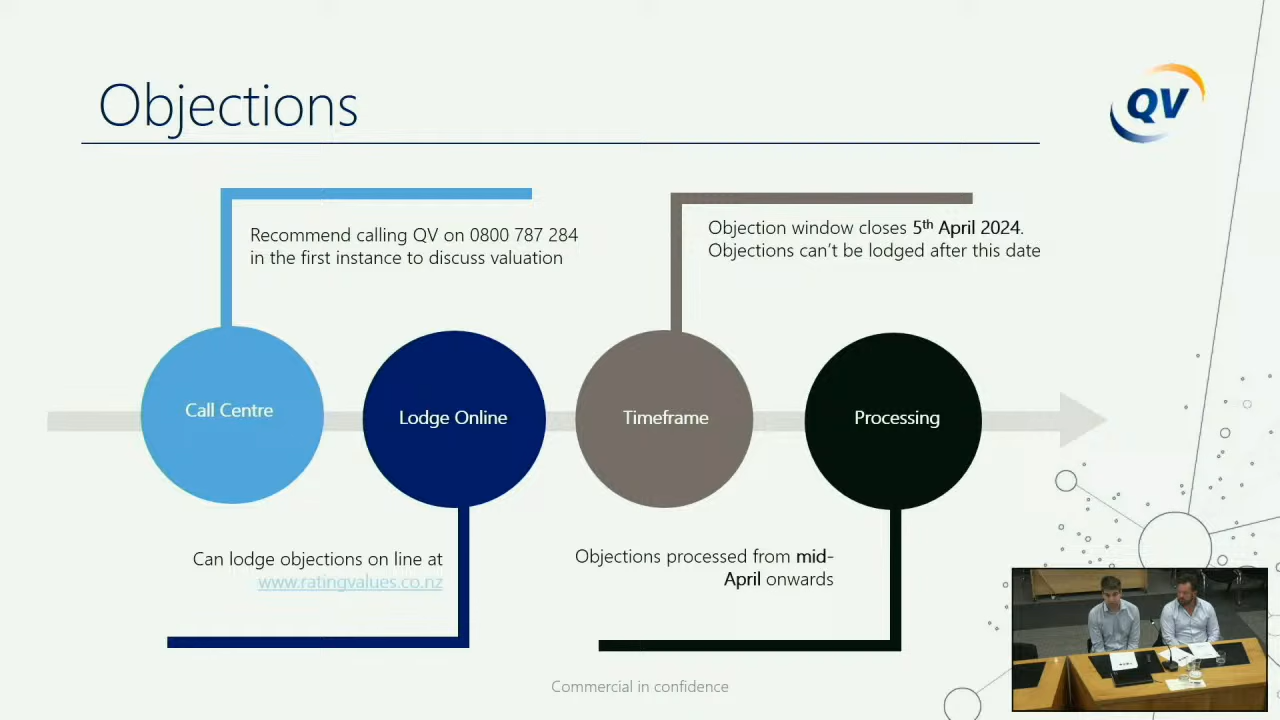 Objections
QV
Recommend calling QV on 0800 787 284
in the first instance to discuss valuation
Objection window closes 5th April 2024.
Objections can't be lodged after this date
Call Centre
Lodge Online
Timeframe
Processing
Can lodge objections on line at
www.ratingvalues.co.nz
Objections processed from mid-
April onwards
Commercial in confidence